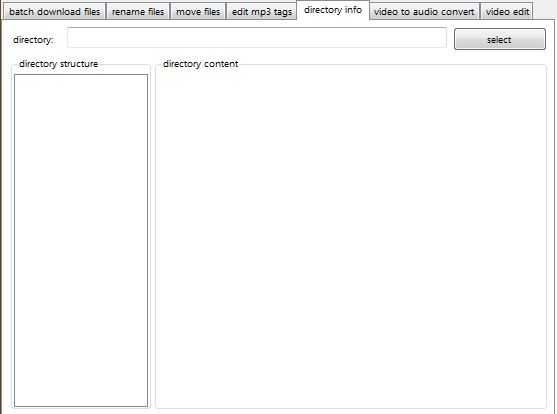 batch download files rename files move files edit mp3 tags directory info video to audio convert video edit
directory: select
directory structure directory content